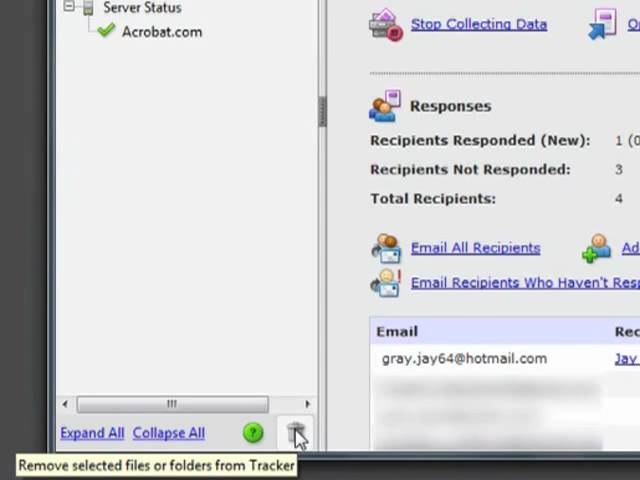 Server Status
Acrobat.com
Stop Collecting Data
Responses
Recipients Responded (New): 1 (0
Recipients Not Responded: 3
Total Recipients: 4
Email All Recipients
Ad
Email Recipients Who Haven't Resp
Email
Rec
gray.jay64@hotmail.com
Jay
Expand All
Collapse All
Remove selected files or folders from Tracker